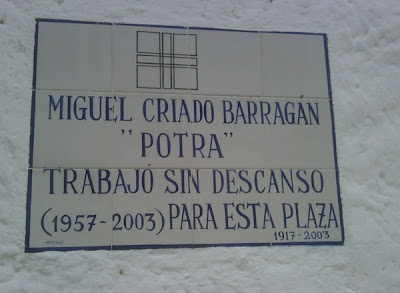 MIGUEL CRIADO BARRAGÁN
"POTRA"
TRABAJÓ SIN DESCANSO
(1957-2003) PARA ESTA PLAZA
1917-2003